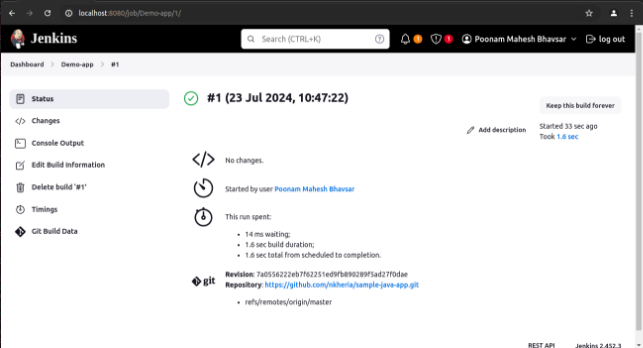 localhost:8080/job/Demo-app/1/
Jenkins
Search (CTRL+K)
1
1
Poonam Mahesh Bhavsar
log out
Dashboard > Demo-app > #1
Status
Changes
Console Output
Edit Build Information
Delete build '#1'
Timings
Git Build Data
#1 (23 Jul 2024, 10:47:22)
Keep this build forever
Add description
Started 33 sec ago
Took 1.6 sec
No changes.
Started by user Poonam Mahesh Bhavsar
This run spent:
• 14 ms waiting;
• 1.6 sec build duration;
• 1.6 sec total from scheduled to completion.
git
Revision: 7a0556222eb7f62251ed9fb890289f5ad27f0dae
Repository: https://github.com/nkheria/sample-java-app.git
• refs/remotes/origin/master
REST API
Jenkins 2.452.3